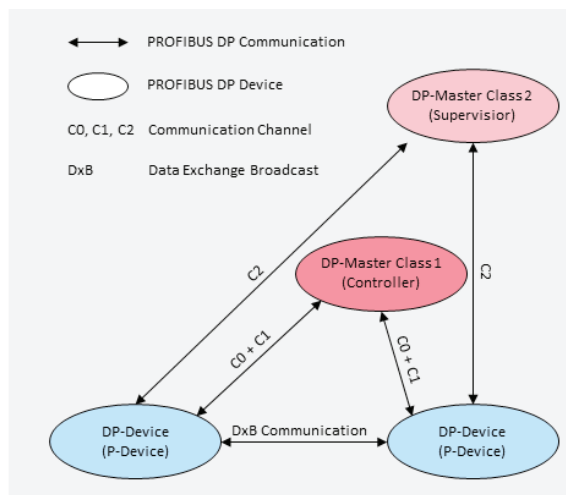 PROFIBUS DP Communication
PROFIBUS DP Device
C0, C1, C2 Communication Channel
DxB Data Exchange Broadcast
DP-Master Class 2
(Supervisior)
C2
C2
DP-Master Class 1
(Controller)
C0 + C1
C0 + C1
DP-Device
(P-Device)
DxB Communication
DP-Device
(P-Device)